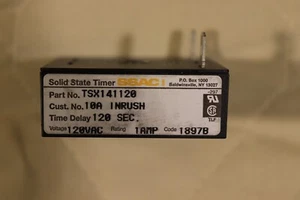 Solid State Timer SSAC
P.O. Box 1000
Baldwinsville, NY 13027
Part No. TSX141120
Cust. No. 10A INRUSH
Time Delay 120 SEC.
Voltage 120VAC Rating 1AMP Code 1897B